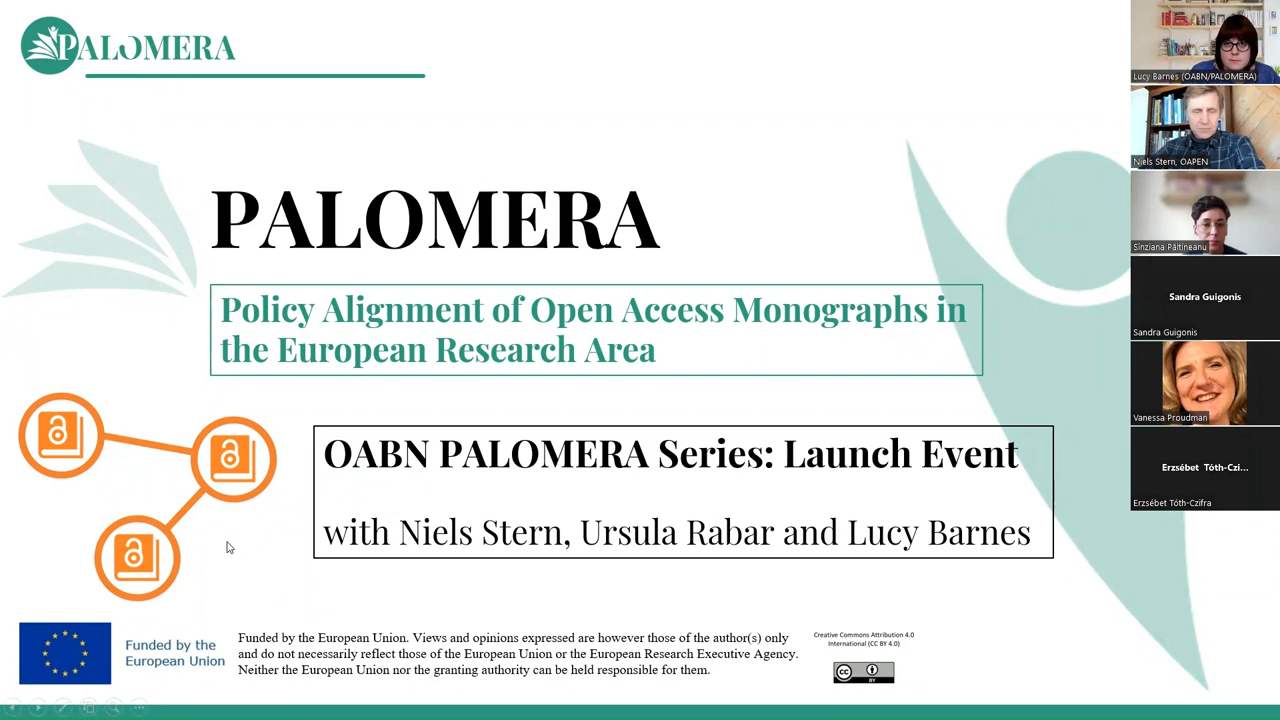 PALOMERA
PALOMERA
Policy Alignment of Open Access Monographs in
the European Research Area
OABN PALOMERA Series: Launch Event
with Niels Stern, Ursula Rabar and Lucy Barnes
Funded by the
European Union
Funded by the European Union. Views and opinions expressed are however those of the author(s) only
and do not necessarily reflect those of the European Union or the European Research Executive Agency.
Neither the European Union nor the granting authority can be held responsible for them.
Creative Commons Attribution 4.0
International (CC BY 4.0)
cc
BY
Lucy Barnes (OABN/PALOMERA)
Niels Stern, OAPEN
Sînziana Păltineanu
Sandra Guigonis
Sandra Guigonis
Vanessa Proudman
Erzsébet Tóth-Czi...
Erzsébet Tóth-Czifra